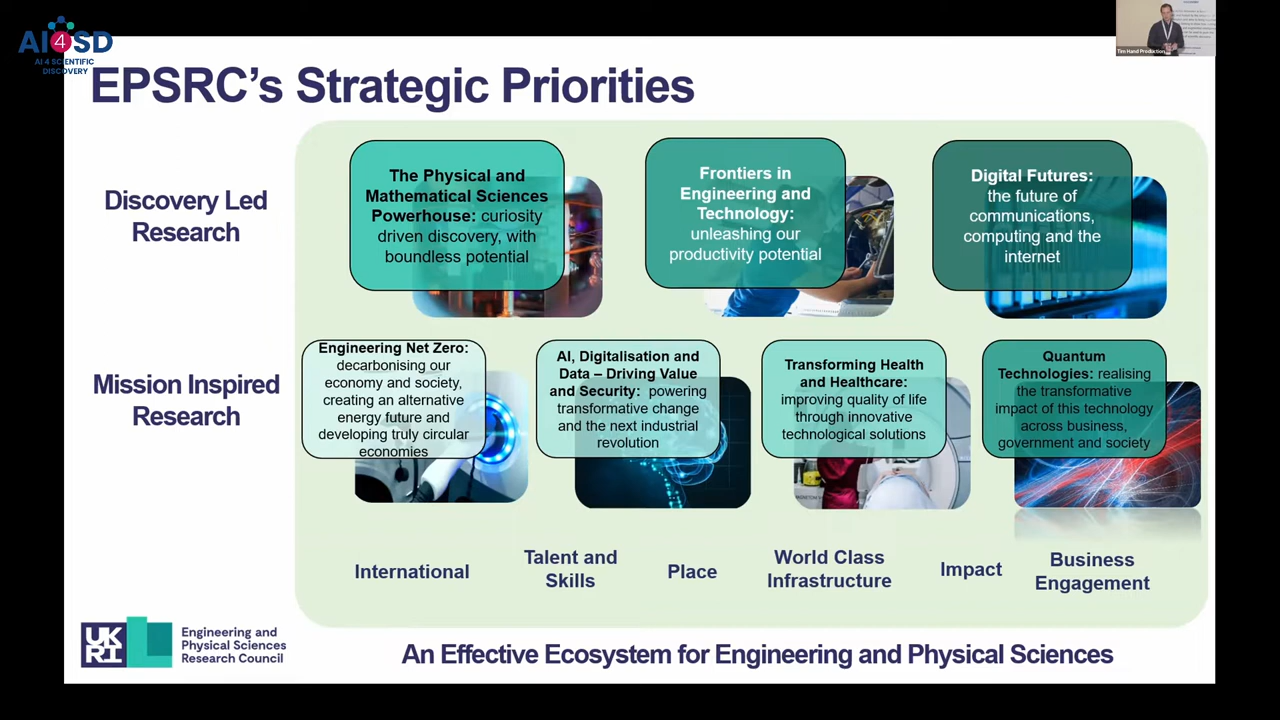 AI4SD
AI 4 SCIENTIFIC
DISCOVERY
Tim Hand Production
EPSRC's Strategic Priorities
Discovery Led
Research
The Physical and
Mathematical Sciences
Powerhouse: curiosity
driven discovery, with
boundless potential
Frontiers in
Engineering and
Technology:
unleashing our
productivity potential
Digital Futures:
the future of
communications,
computing and the
internet
Mission Inspired
Research
Engineering Net Zero:
decarbonising our
economy and society,
creating an alternative
energy future and
developing truly circular
economies
AI, Digitalisation and
Data – Driving Value
and Security: powering
transformative change
and the next industrial
revolution
Transforming Health
and Healthcare:
improving quality of life
through innovative
technological solutions
Quantum
Technologies: realising
the transformative
impact of this technology
across business,
government and society
International
Talent and
Skills
Place
World Class
Infrastructure
Impact
Business
Engagement
UKRI
Engineering and
Physical Sciences
Research Council
An Effective Ecosystem for Engineering and Physical Sciences